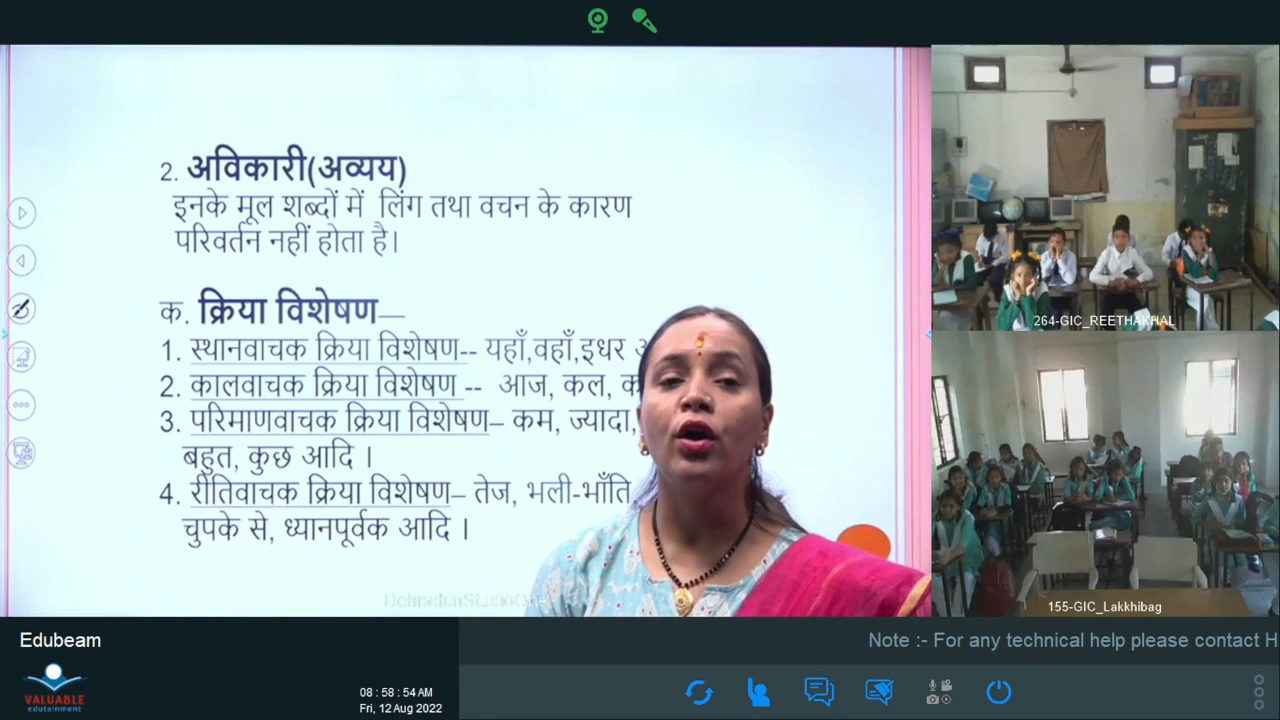 2. अविकारी(अव्यय)
इनके मूल शब्दों में लिंग तथा वचन के कारण
परिवर्तन नहीं होता है।
क. क्रिया विशेषण—
1. स्थानवाचक क्रिया विशेषण-- यहाँ,वहाँ,इधर
2. कालवाचक क्रिया विशेषण -- आज, कल,
3. परिमाणवाचक क्रिया विशेषण– कम, ज्यादा,
बहुत, कुछ आदि ।
4. रीतिवाचक क्रिया विशेषण– तेज, भली-भाँति
चुपके से, ध्यानपूर्वक आदि ।
DehradunStudioOne
264-GIC_REETHAKHAL
155-GIC_Lakkhibag
Edubeam
Note :- For any technical help please contact H
VALUABLE
edutainment
08 : 58 : 54 AM
Fri, 12 Aug 2022